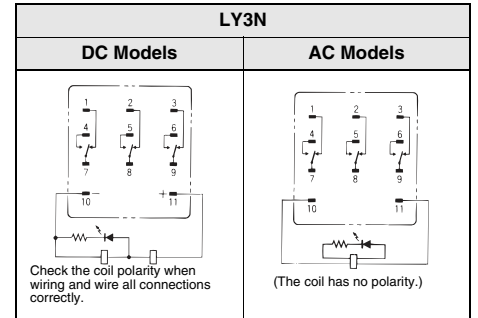 LY3N
DC Models
AC Models
1 2 3
4 5 6
7 8 9
10 − + 11
Check the coil polarity when
wiring and wire all connections
correctly.
1 2 3
4 5 6
7 8 9
10 11
(The coil has no polarity.)